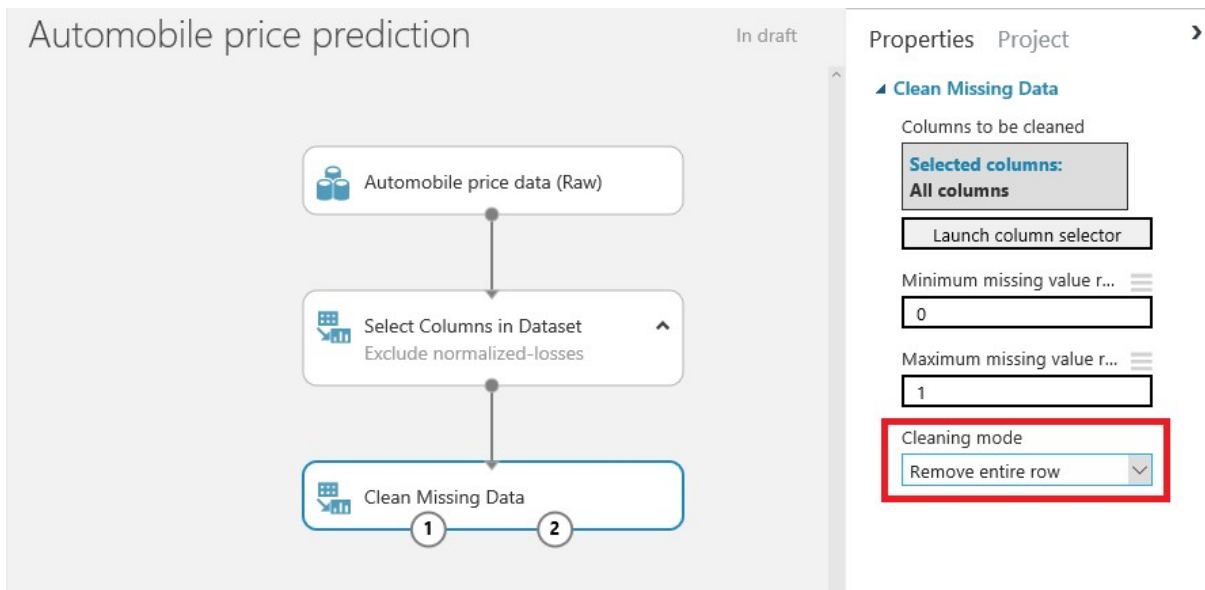 Automobile price prediction
In draft
Automobile price data (Raw)
Select Columns in Dataset
Exclude normalized-losses
Clean Missing Data
1
2
Properties Project
Clean Missing Data
Columns to be cleaned
Selected columns:
All columns
Launch column selector
Minimum missing value r...
0
Maximum missing value r...
1
Cleaning mode
Remove entire row